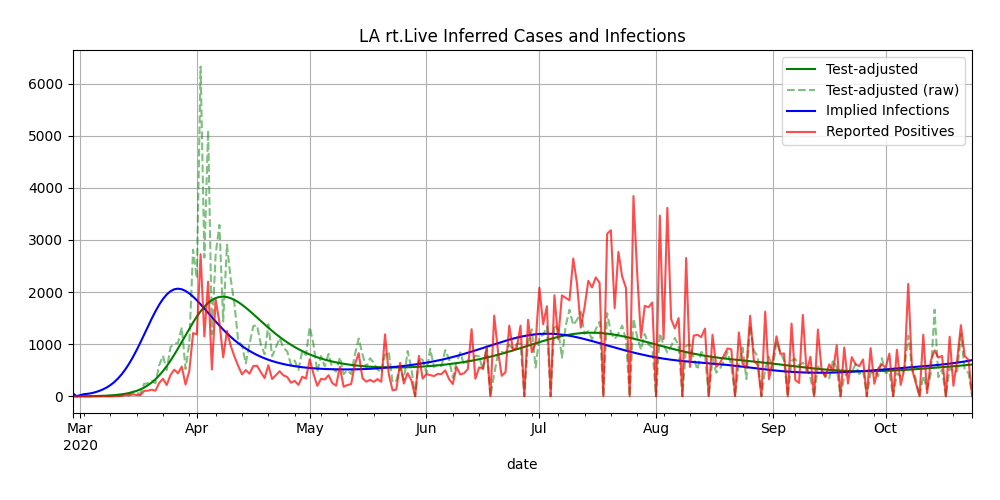 LA rt.Live Inferred Cases and Infections
Test-adjusted
Test-adjusted (raw)
Implied Infections
Reported Positives
6000
5000
4000
3000
2000
1000
0
Mar Apr May Jun Jul Aug Sep Oct
2020
date